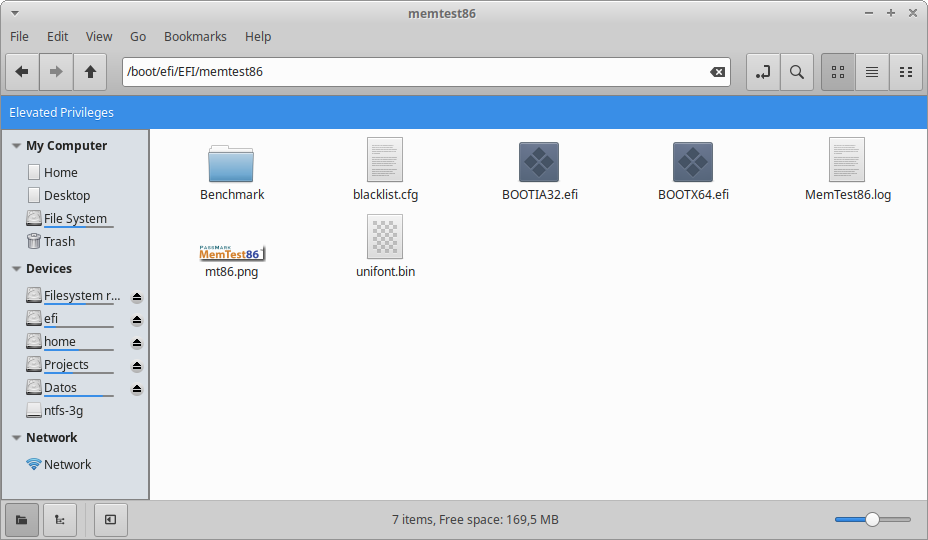 memtest86
File Edit View Go Bookmarks Help
/boot/efi/EFI/memtest86
Elevated Privileges
My Computer
Home
Desktop
File System
Trash
Devices
Filesystem r...
efi
home
Projects
Datos
ntfs-3g
Network
Network
Benchmark
blacklist.cfg
BOOTIA32.efi
BOOTX64.efi
MemTest86.log
PASSMARK
MemTest86
mt86.png
unifont.bin
7 items, Free space: 169,5 MB